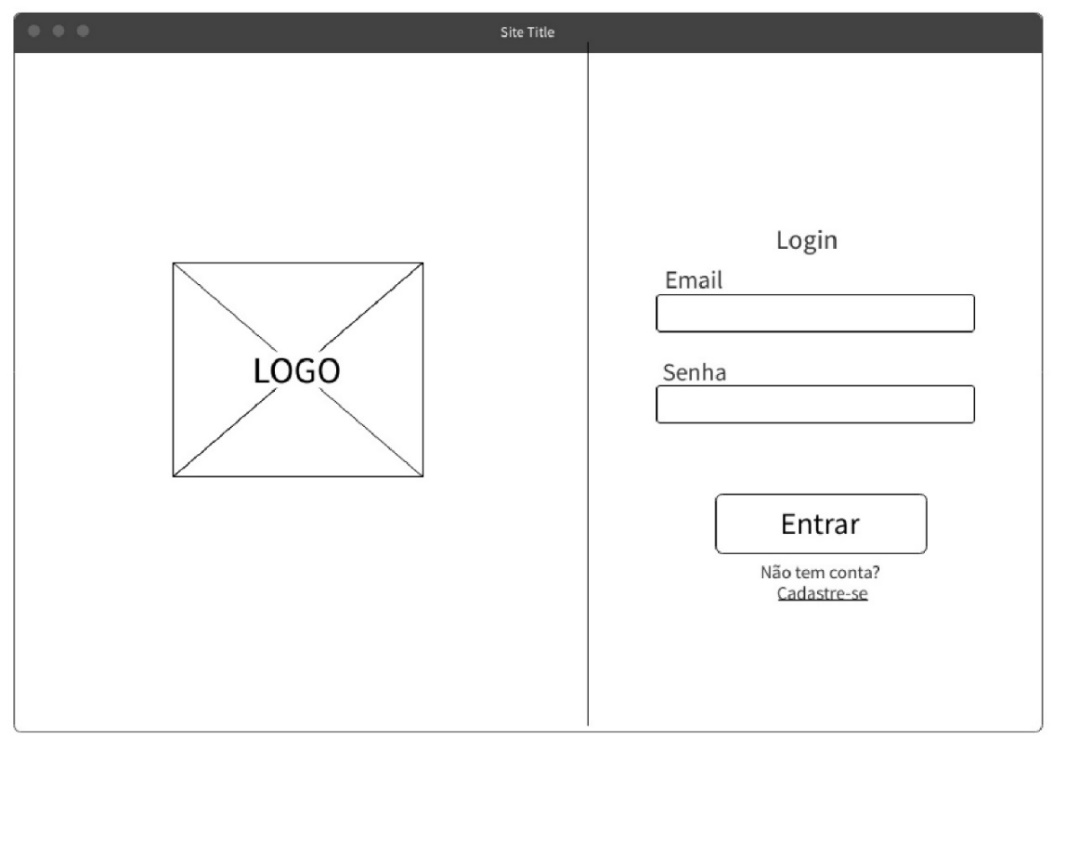 Site Title
LOGO
Login
Email
Senha
Entrar
Não tem conta?
Cadastre-se